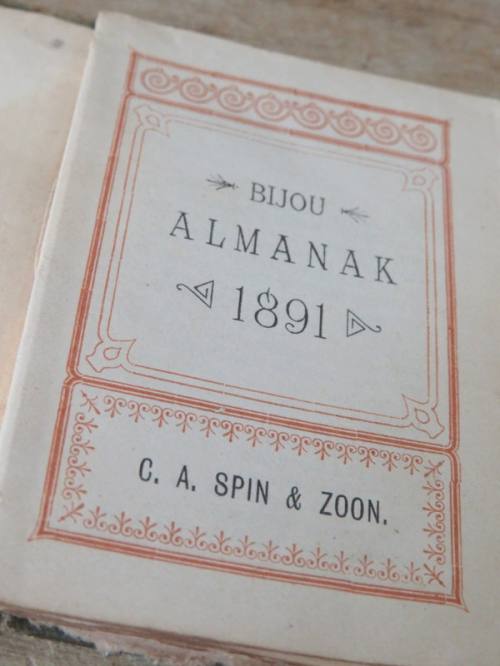 BIJOU
ALMANAK
1891
C. A. SPIN & ZOON.